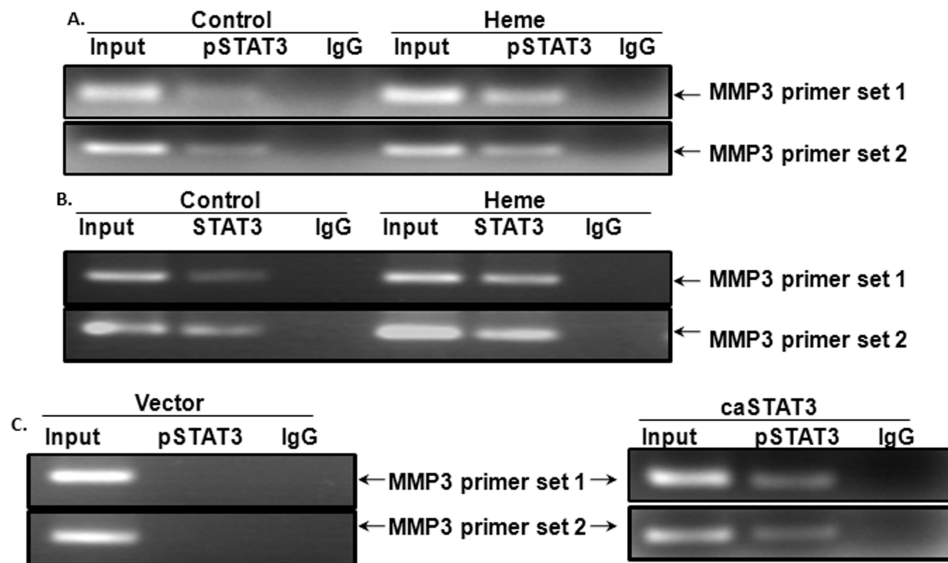 A.
Control Heme
Input pSTAT3 IgG Input pSTAT3 IgG
← MMP3 primer set 1
← MMP3 primer set 2
B.
Control Heme
Input STAT3 IgG Input STAT3 IgG
← MMP3 primer set 1
← MMP3 primer set 2
C.
Vector caSTAT3
Input pSTAT3 IgG Input pSTAT3 IgG
← MMP3 primer set 1 →
← MMP3 primer set 2 →